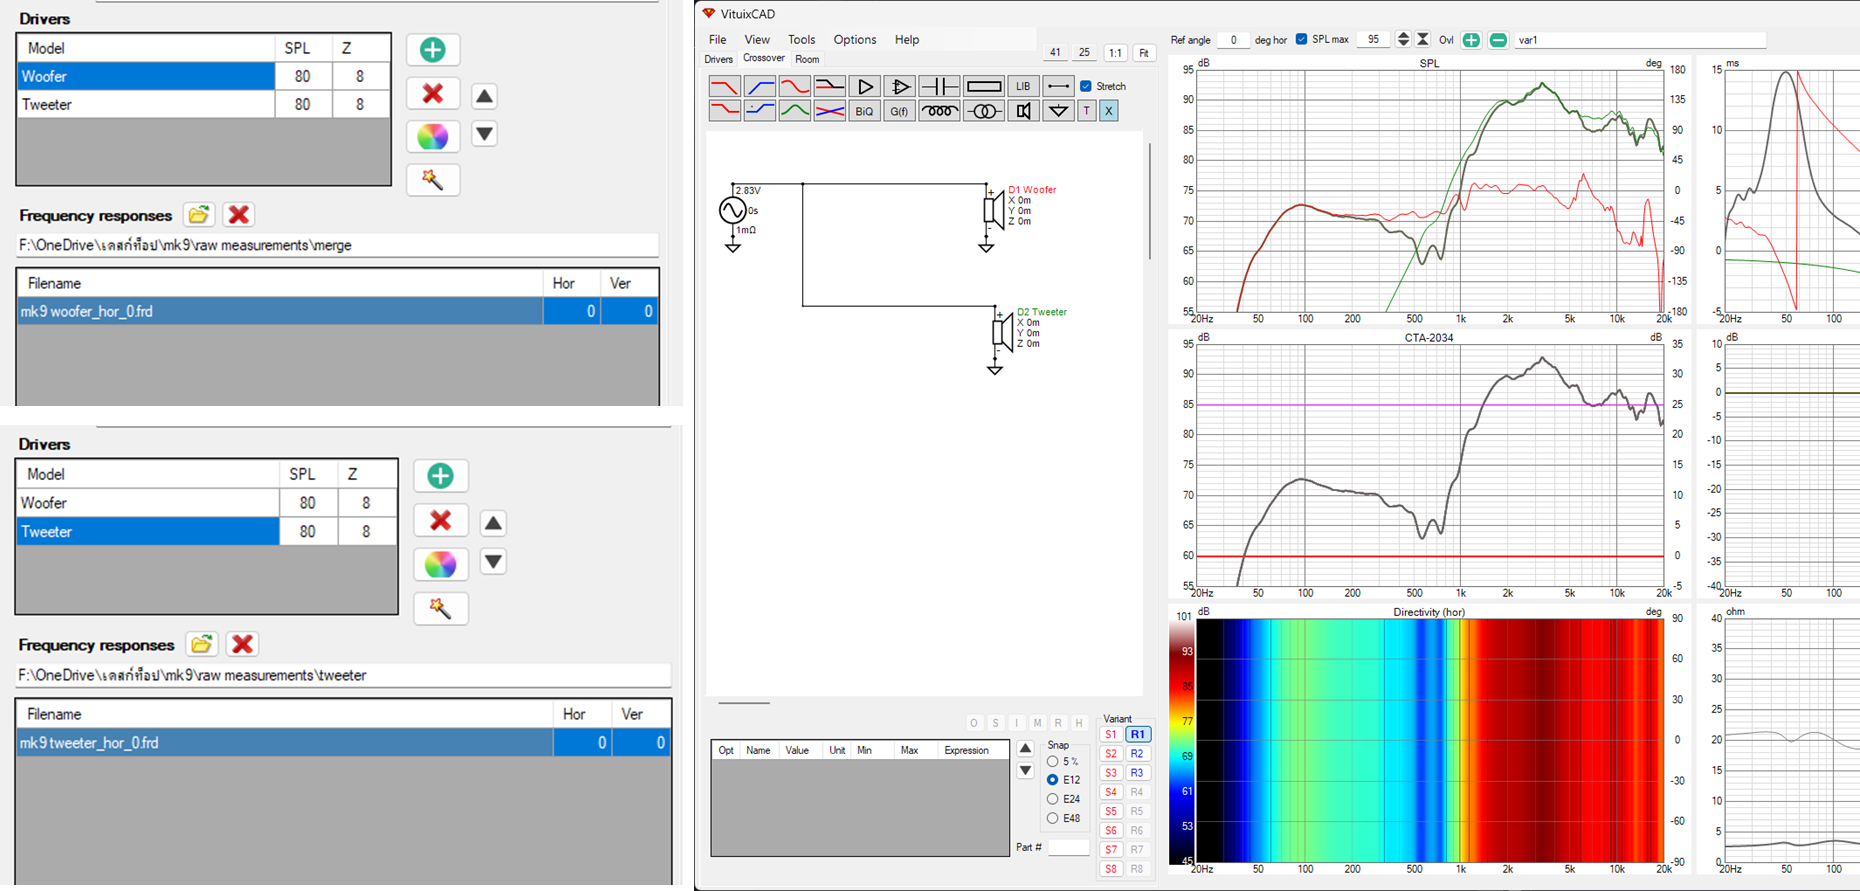 Drivers
Model SPL Z
Woofer 80 8
Tweeter 80 8
Frequency responses
F:\OneDrive\เดสก์ท็อป\mk9\raw measurements\merge
Filename Hor Ver
mk9 woofer_hor_0.frd 0 0
Drivers
Model SPL Z
Woofer 80 8
Tweeter 80 8
Frequency responses
F:\OneDrive\เดสก์ท็อป\mk9\raw measurements\tweeter
Filename Hor Ver
mk9 tweeter_hor_0.frd 0 0
VituixCAD
File View Tools Options Help
Drivers Crossover Room
41 25 1:1 Fit
LIB Stretch
BiQ G(f) T X
2.83V
0s
1mΩ
D1 Woofer
X 0m
Y 0m
Z 0m
+
-
D2 Tweeter
X 0m
Y 0m
Z 0m
+
-
O S I M R H
Opt Name Value Unit Min Max Expression
Snap
5 %
E12
E24
E48
Part #
Variant
S1 R1
S2 R2
S3 R3
S4 R4
S5 R5
S6 R6
S7 R7
S8 R8
Ref angle 0 deg hor SPL max 95 Ovl var1
dB SPL deg
95 180
90 135
85 90
80 45
75 0
70 -45
65 -90
60 -135
55 -180
20Hz 50 100 200 500 1k 2k 5k 10k 20k
ms
15
10
5
0
-5
20Hz 50 100
dB CTA-2034 dB
95 35
90 30
85 25
80 20
75 15
70 10
65 5
60 0
55 -5
20Hz 50 100 200 500 1k 2k 5k 10k 20k
dB
10
5
0
-5
-10
-15
-20
-25
-30
-35
-40
20Hz 50 100
dB Directivity (hor) deg
101 90
93 60
85 30
77
69 0
61 -30
53 -60
45 -90
20Hz 50 100 200 500 1k 2k 5k 10k 20k
ohm
40
35
30
25
20
15
10
5
0
20Hz 50 100